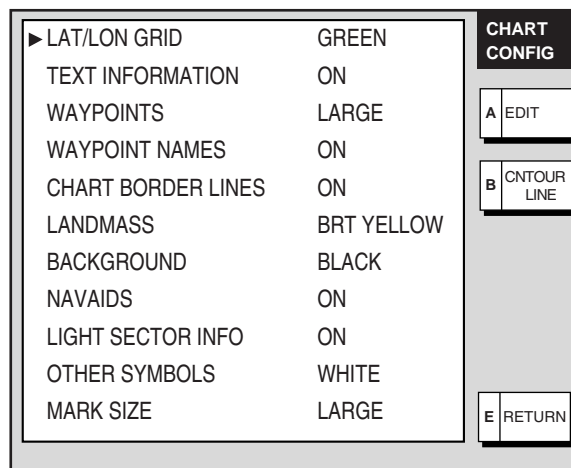 ►LAT/LON GRID GREEN
TEXT INFORMATION ON
WAYPOINTS LARGE
WAYPOINT NAMES ON
CHART BORDER LINES ON
LANDMASS BRT YELLOW
BACKGROUND BLACK
NAVAIDS ON
LIGHT SECTOR INFO ON
OTHER SYMBOLS WHITE
MARK SIZE LARGE
CHART
CONFIG
A EDIT
B CNTOUR
LINE
E RETURN